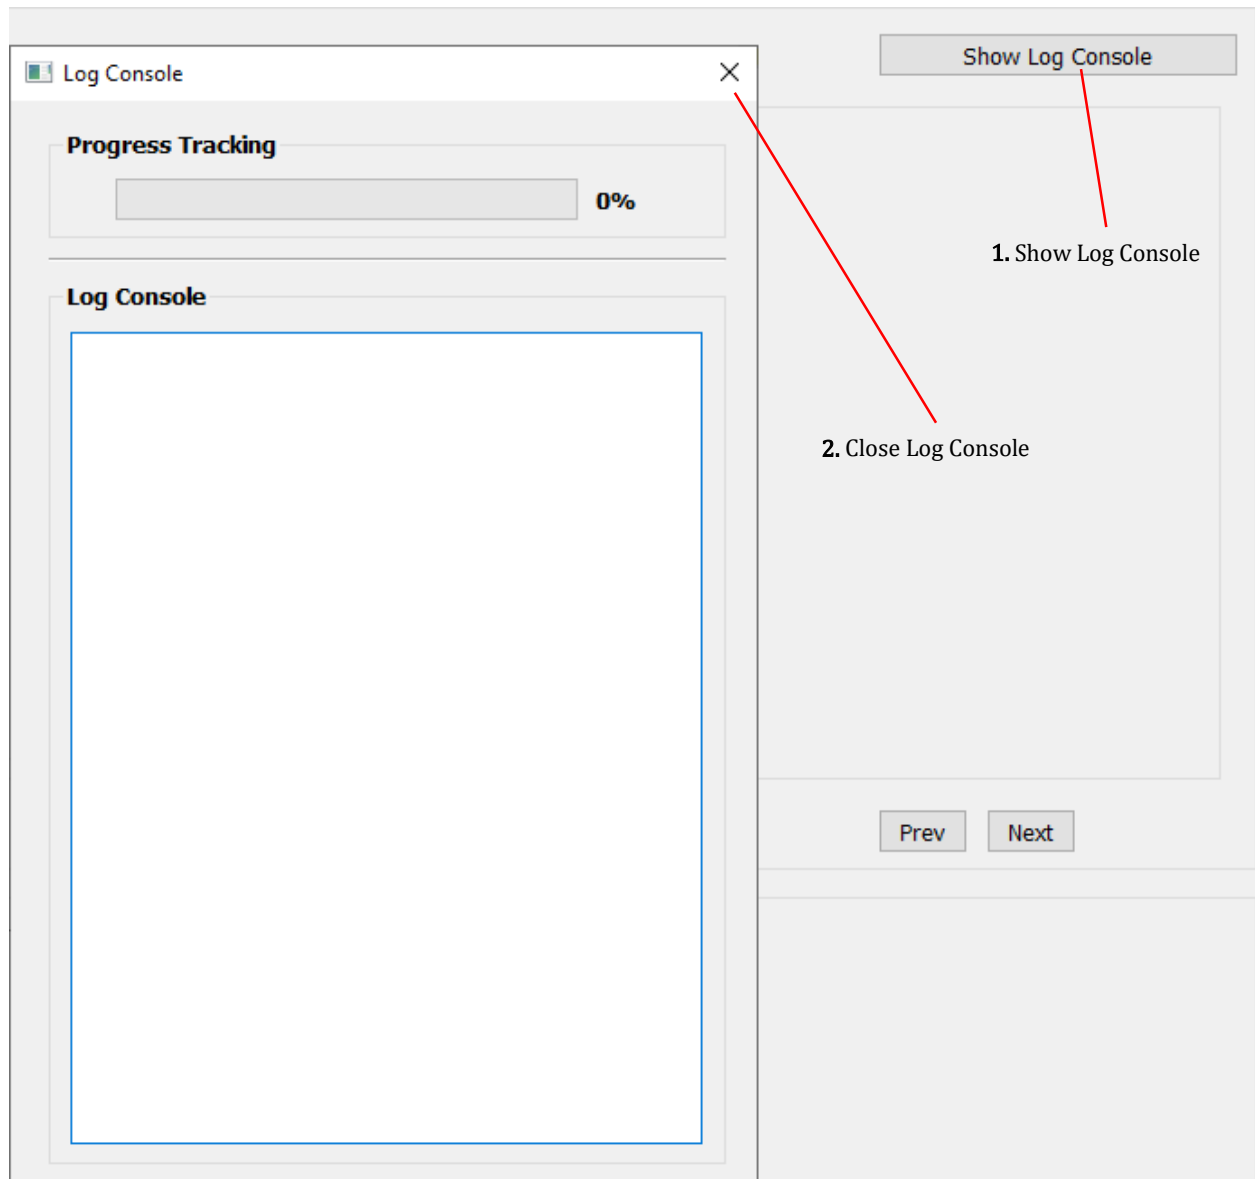 Show Log Console
Log Console
Progress Tracking
0%
1. Show Log Console
Log Console
2. Close Log Console
Prev
Next